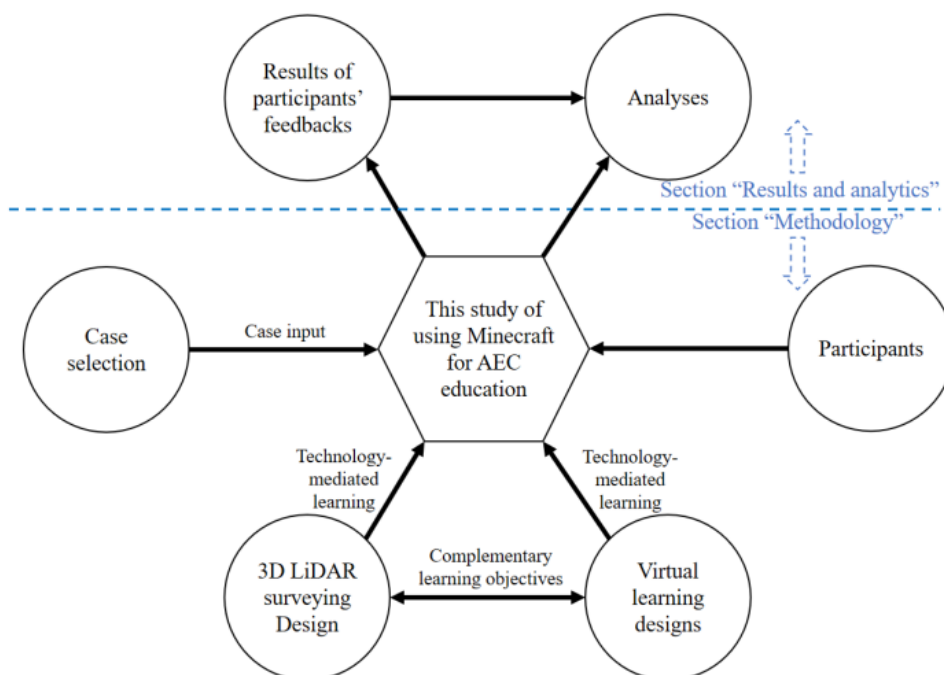 Results of
participants’
feedbacks
Analyses
Section “Results and analytics”
Section “Methodology”
Case
selection
Case input
This study of
using Minecraft
for AEC
education
Participants
Technology-
mediated
learning
Technology-
mediated
learning
3D LiDAR
surveying
Design
Complementary
learning objectives
Virtual
learning
designs